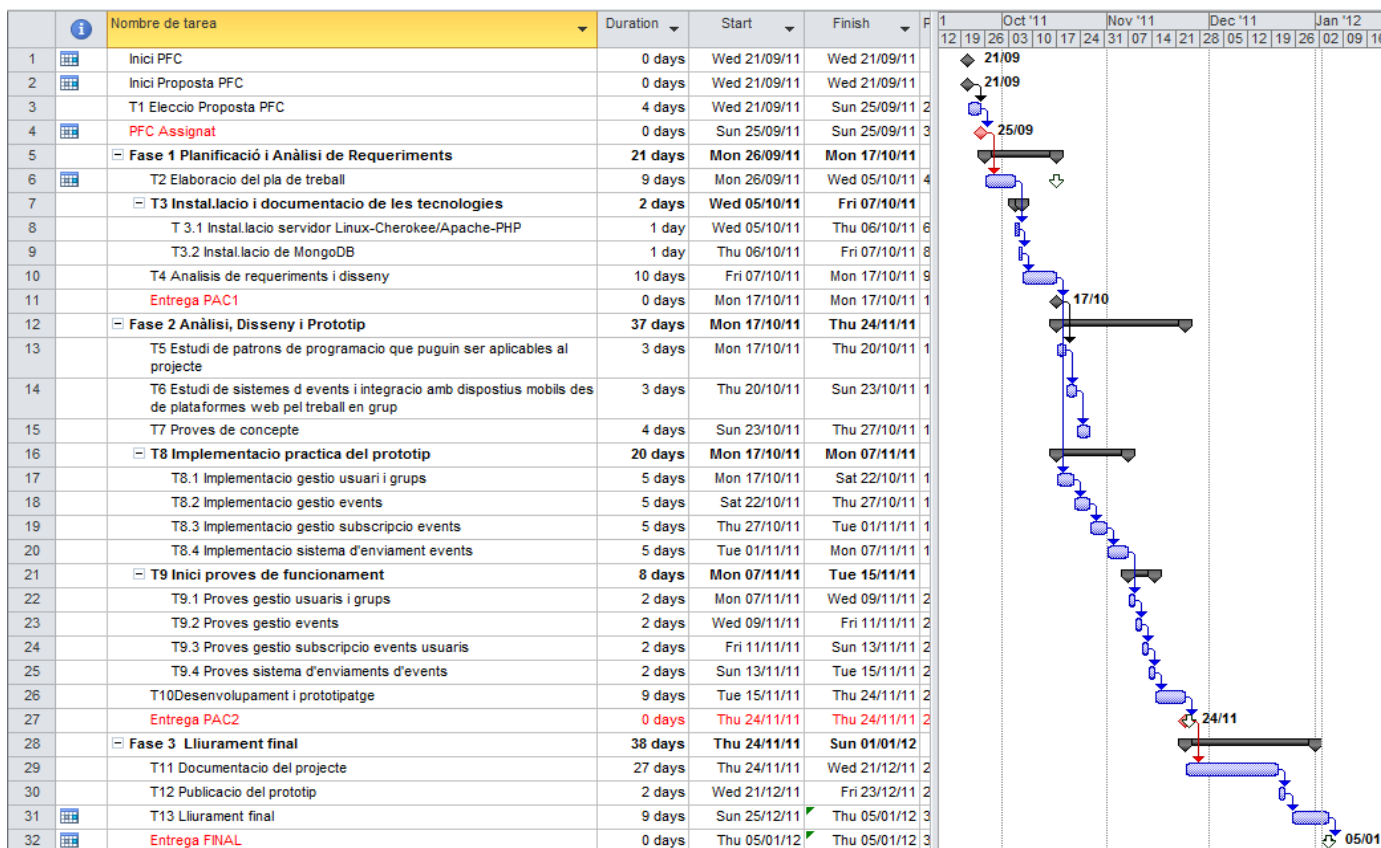 Nombre de tarea Duration Start Finish P 1 Oct '11 Nov '11 Dec '11 Jan '12
12 19 26 03 10 17 24 31 07 14 21 28 05 12 19 26 02 09 16
1 Inici PFC 0 days Wed 21/09/11 Wed 21/09/11 21/09
2 Inici Proposta PFC 0 days Wed 21/09/11 Wed 21/09/11 21/09
3 T1 Eleccio Proposta PFC 4 days Wed 21/09/11 Sun 25/09/11 2
4 PFC Assignat 0 days Sun 25/09/11 Sun 25/09/11 3 25/09
5 Fase 1 Planificació i Anàlisi de Requeriments 21 days Mon 26/09/11 Mon 17/10/11
6 T2 Elaboracio del pla de treball 9 days Mon 26/09/11 Wed 05/10/11 4
7 T3 Instal.lacio i documentacio de les tecnologies 2 days Wed 05/10/11 Fri 07/10/11
8 T 3.1 Instal.lacio servidor Linux-Cherokee/Apache-PHP 1 day Wed 05/10/11 Thu 06/10/11 6
9 T3.2 Instal.lacio de MongoDB 1 day Thu 06/10/11 Fri 07/10/11 8
10 T4 Analisis de requeriments i disseny 10 days Fri 07/10/11 Mon 17/10/11 9
11 Entrega PAC1 0 days Mon 17/10/11 Mon 17/10/11 1 17/10
12 Fase 2 Anàlisi, Disseny i Prototip 37 days Mon 17/10/11 Thu 24/11/11
13 T5 Estudi de patrons de programacio que puguin ser aplicables al 3 days Mon 17/10/11 Thu 20/10/11 1
projecte
14 T6 Estudi de sistemes d events i integracio amb dispostius mobils des 3 days Thu 20/10/11 Sun 23/10/11 1
de plataformes web pel treball en grup
15 T7 Proves de concepte 4 days Sun 23/10/11 Thu 27/10/11 1
16 T8 Implementacio practica del prototip 20 days Mon 17/10/11 Mon 07/11/11
17 T8.1 Implementacio gestio usuari i grups 5 days Mon 17/10/11 Sat 22/10/11 1
18 T8.2 Implementacio gestio events 5 days Sat 22/10/11 Thu 27/10/11 1
19 T8.3 Implementacio gestio subscripcio events 5 days Thu 27/10/11 Tue 01/11/11 1
20 T8.4 Implementacio sistema d'enviament events 5 days Tue 01/11/11 Mon 07/11/11 1
21 T9 Inici proves de funcionament 8 days Mon 07/11/11 Tue 15/11/11
22 T9.1 Proves gestio usuaris i grups 2 days Mon 07/11/11 Wed 09/11/11 2
23 T9.2 Proves gestio events 2 days Wed 09/11/11 Fri 11/11/11 2
24 T9.3 Proves gestio subscripcio events usuaris 2 days Fri 11/11/11 Sun 13/11/11 2
25 T9.4 Proves sistema d'enviaments d'events 2 days Sun 13/11/11 Tue 15/11/11 2
26 T10Desenvolupament i prototipatge 9 days Tue 15/11/11 Thu 24/11/11 2
27 Entrega PAC2 0 days Thu 24/11/11 Thu 24/11/11 2 24/11
28 Fase 3 Lliurament final 38 days Thu 24/11/11 Sun 01/01/12
29 T11 Documentacio del projecte 27 days Thu 24/11/11 Wed 21/12/11 2
30 T12 Publicacio del prototip 2 days Wed 21/12/11 Fri 23/12/11 2
31 T13 Lliurament final 9 days Sun 25/12/11 Thu 05/01/12 3
32 Entrega FINAL 0 days Thu 05/01/12 Thu 05/01/12 3 05/01